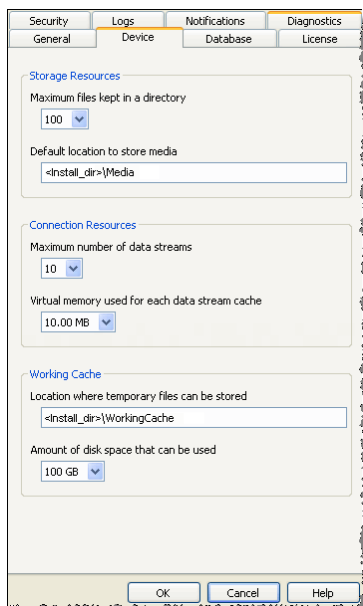 Security Logs Notifications Diagnostics
General Device Database License
Storage Resources
Maximum files kept in a directory
100
Default location to store media
<Install_dir>\Media
Connection Resources
Maximum number of data streams
10
Virtual memory used for each data stream cache
10.00 MB
Working Cache
Location where temporary files can be stored
<Install_dir>\WorkingCache
Amount of disk space that can be used
100 GB
OK Cancel Help